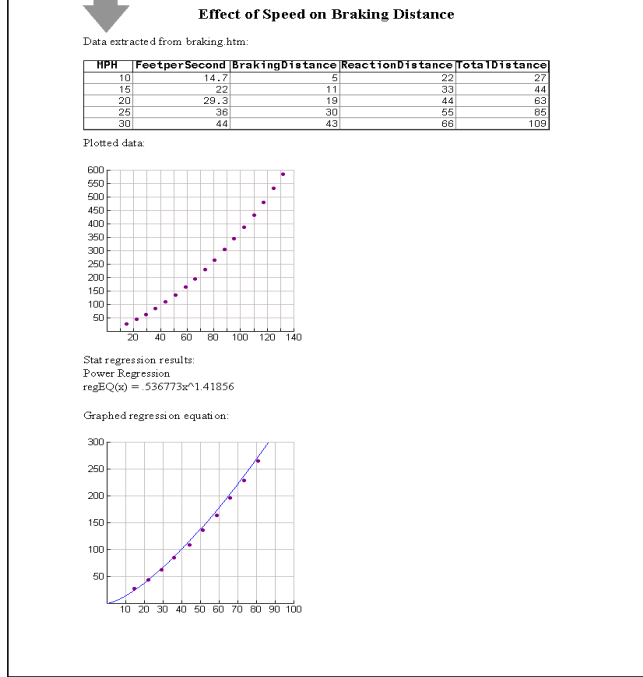 Effect of Speed on Braking Distance
Data extracted from braking.htm:
MPH FeetperSecond BrakingDistance ReactionDistance TotalDistance
10 14.7 5 22 27
15 22 11 33 44
20 29.3 19 44 63
25 36 30 55 85
30 44 43 66 109
Plotted data:
600
550
500
450
400
350
300
250
200
150
100
50
20 40 60 80 100 120 140
Stat regression results:
Power Regression
regEQ(x) = .536773x^1.41856
Graphed regression equation:
300
250
200
150
100
50
10 20 30 40 50 60 70 80 90 100